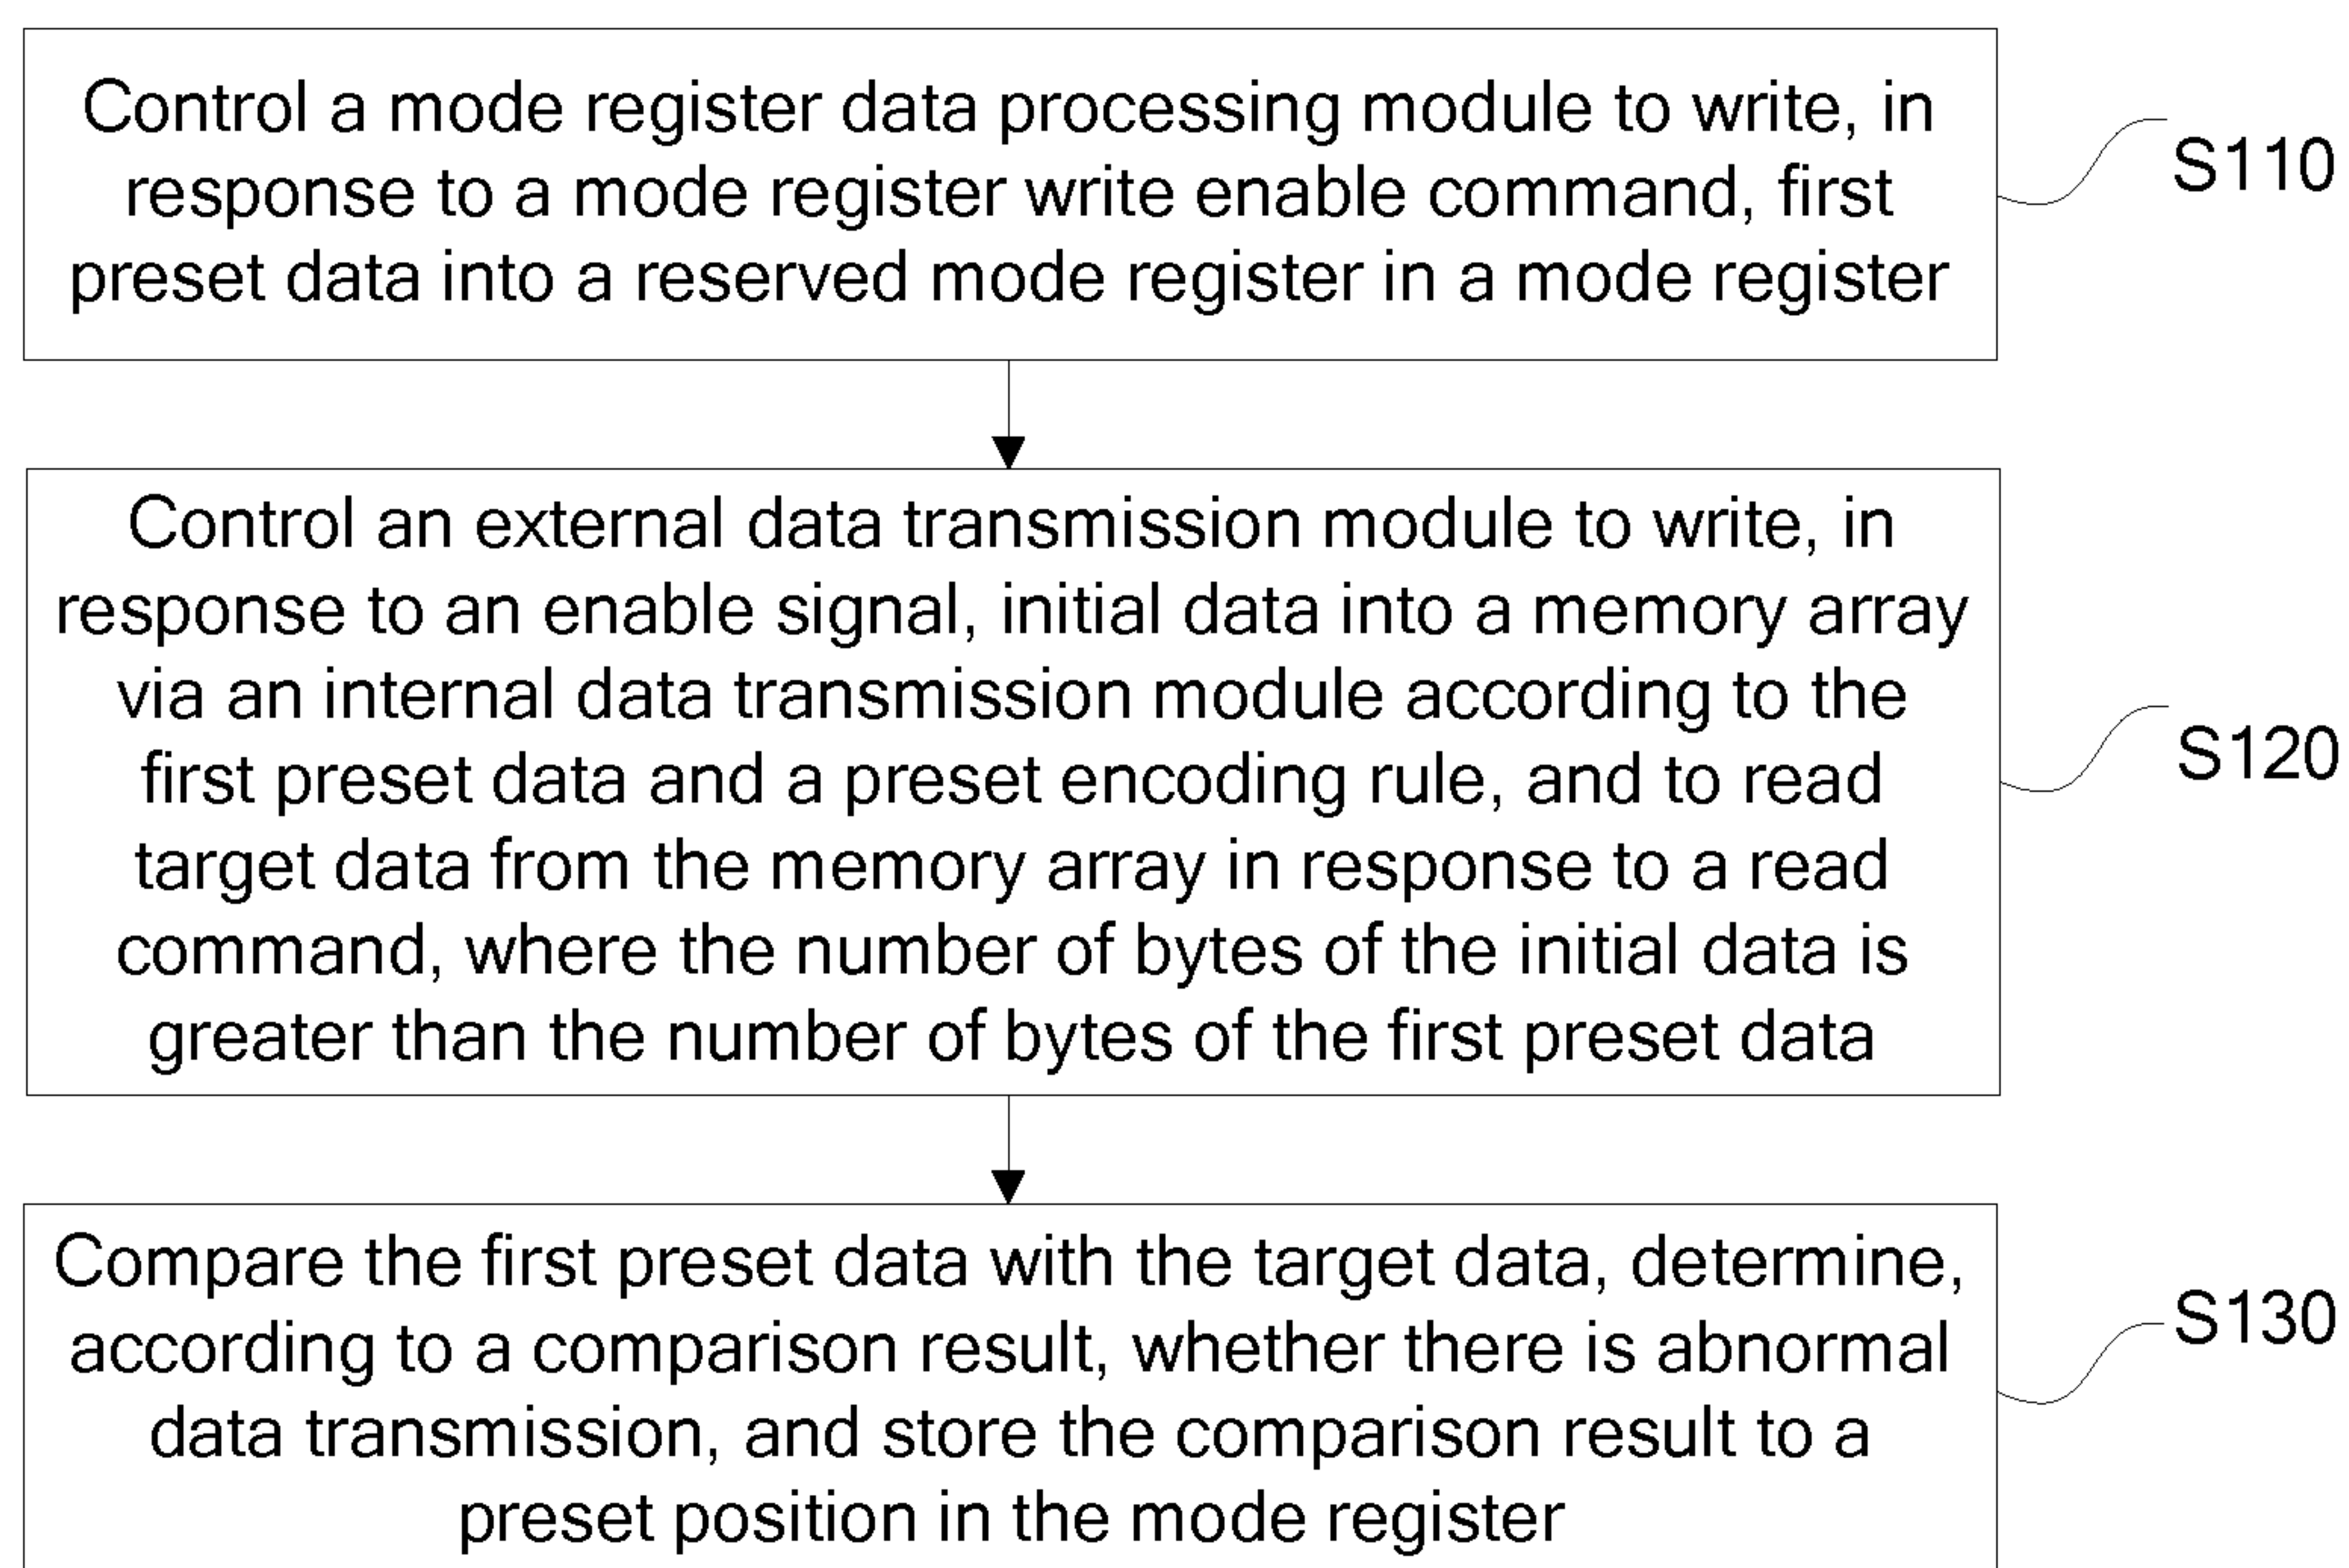 Control a mode register data processing module to write, in
response to a mode register write enable command, first
preset data into a reserved mode register in a mode register
S110
Control an external data transmission module to write, in
response to an enable signal, initial data into a memory array
via an internal data transmission module according to the
first preset data and a preset encoding rule, and to read
target data from the memory array in response to a read
command, where the number of bytes of the initial data is
greater than the number of bytes of the first preset data
S120
Compare the first preset data with the target data, determine,
according to a comparison result, whether there is abnormal
data transmission, and store the comparison result to a
preset position in the mode register
S130